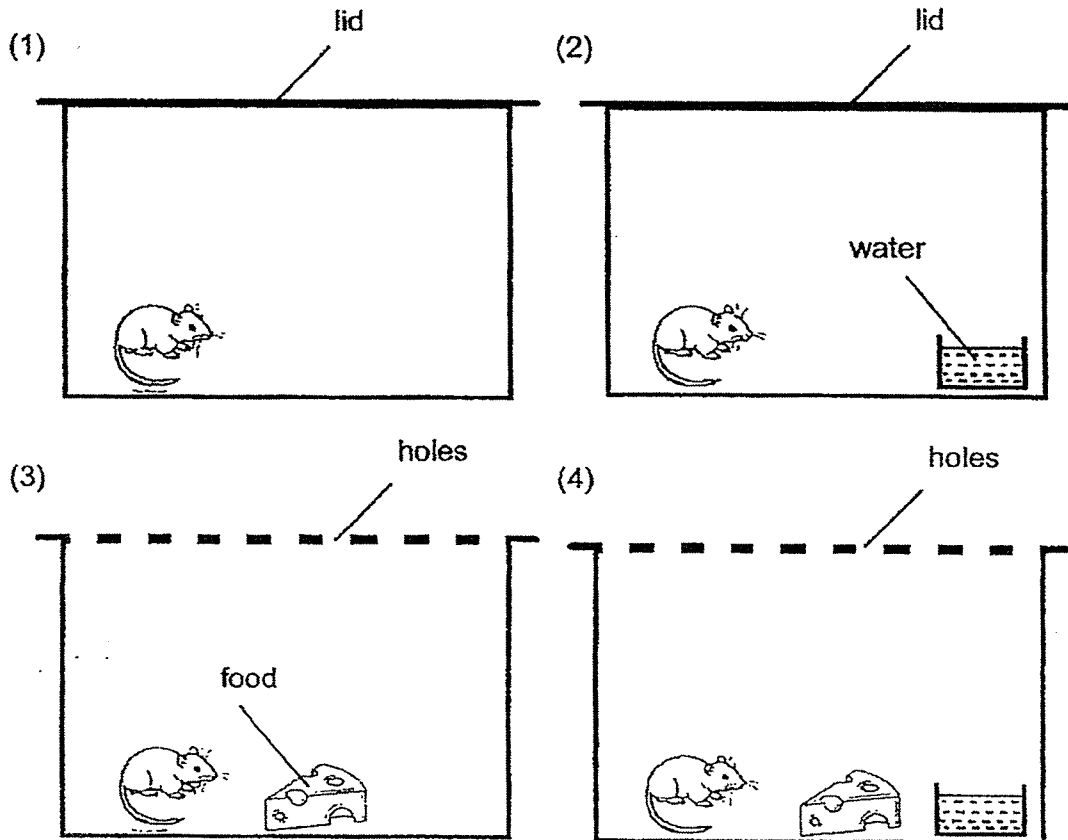 (1)
lid
(2)
lid
water
(3)
holes
food
(4)
holes